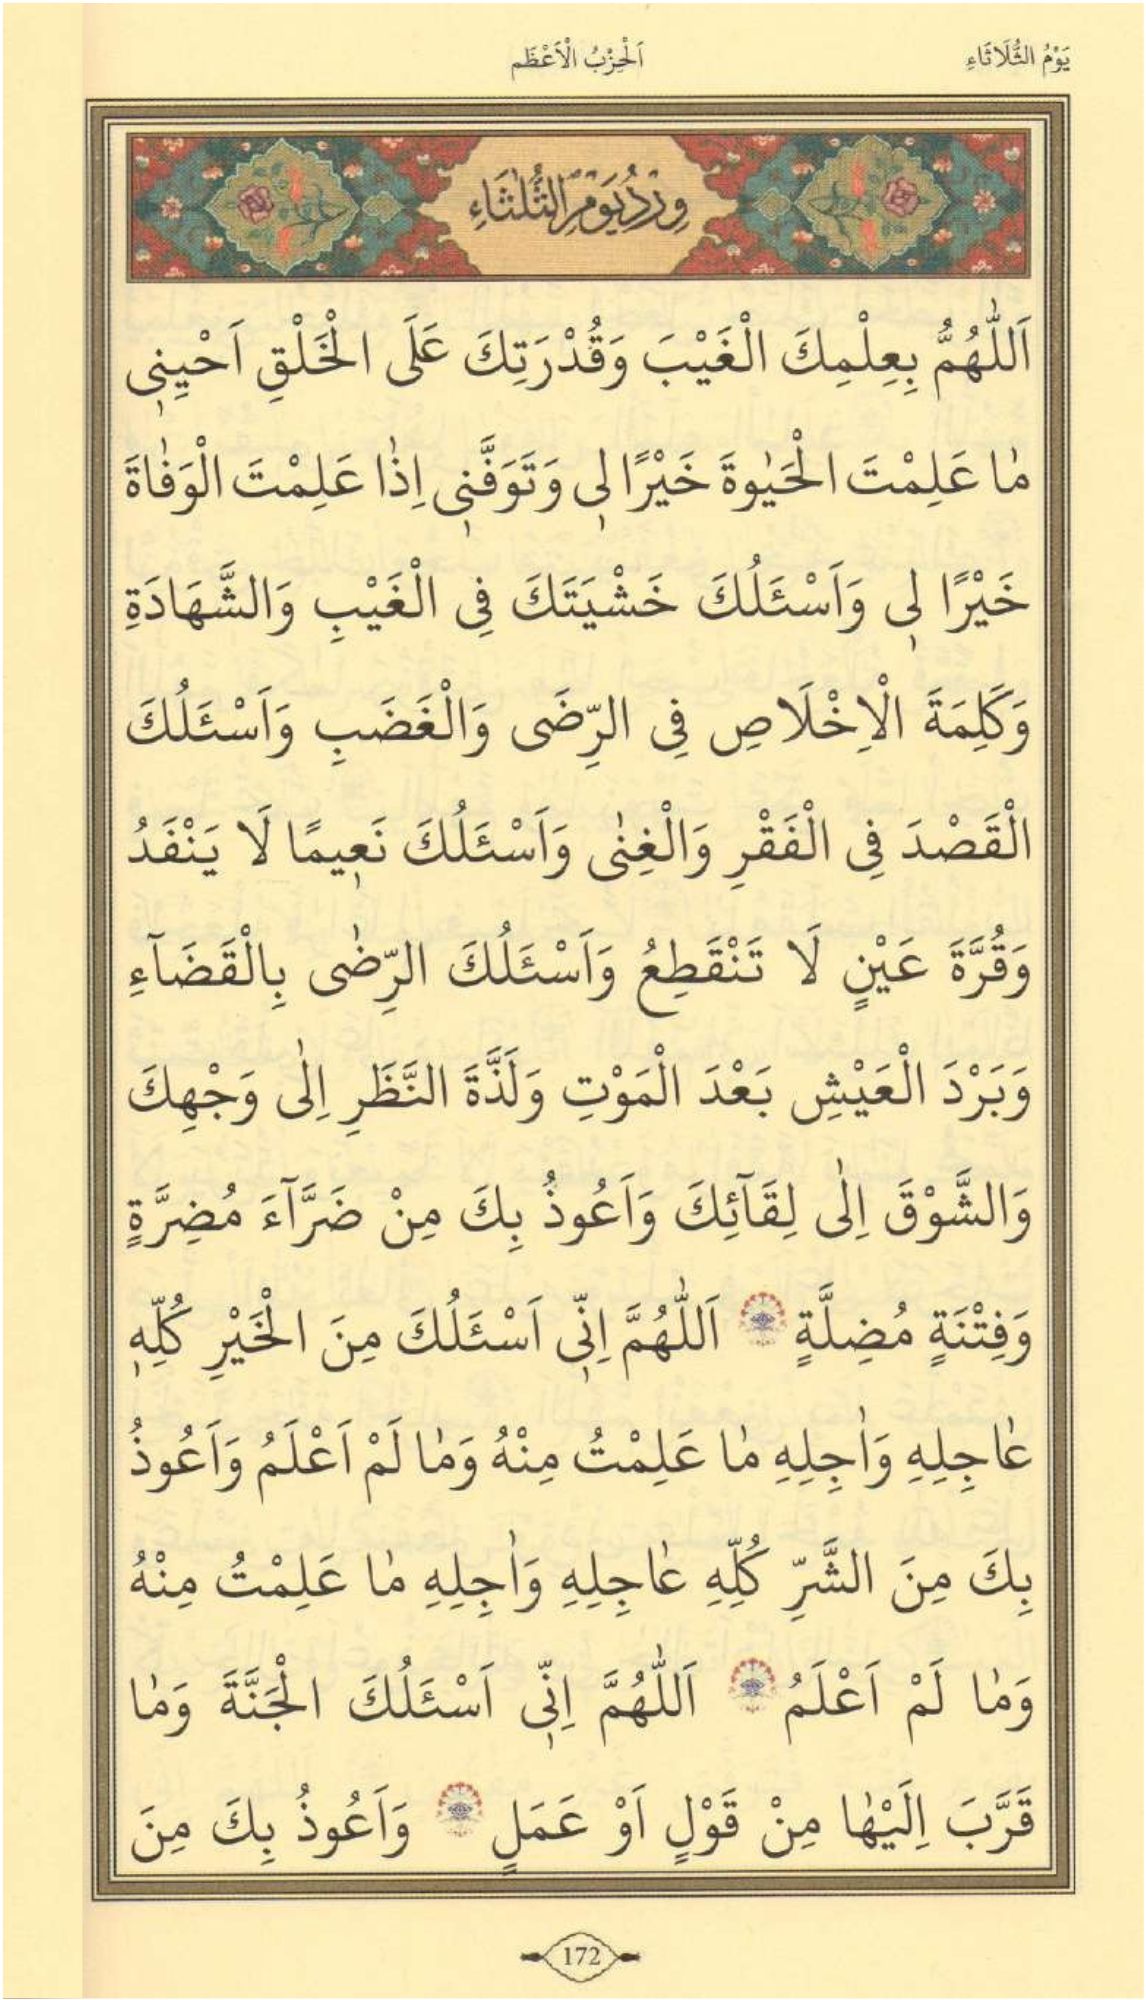 يَوْمُ الثُّلَاثَاءِ
اَلْحِزْبُ الْاَعْظَم
وِرْدُ يَوْمِ الثُّلٰثَاءِ
اَللّٰهُمَّ بِعِلْمِكَ الْغَيْبَ وَقُدْرَتِكَ عَلَى الْخَلْقِ اَحْيِنٖي
مٰا عَلِمْتَ الْحَيٰوةَ خَيْرًا لٖي وَتَوَفَّنٖي اِذٰا عَلِمْتَ الْوَفٰاةَ
خَيْرًا لٖي وَاَسْئَلُكَ خَشْيَتَكَ فِي الْغَيْبِ وَالشَّهَادَةِ
وَكَلِمَةَ الْاِخْلَاصِ فِي الرِّضَى وَالْغَضَبِ وَاَسْئَلُكَ
الْقَصْدَ فِي الْفَقْرِ وَالْغِنٰى وَاَسْئَلُكَ نَعٖيمًا لَا يَنْفَدُ
وَقُرَّةَ عَيْنٍ لَا تَنْقَطِعُ وَاَسْئَلُكَ الرِّضٰى بِالْقَضَآءِ
وَبَرْدَ الْعَيْشِ بَعْدَ الْمَوْتِ وَلَذَّةَ النَّظَرِ اِلٰى وَجْهِكَ
وَالشَّوْقَ اِلٰى لِقَآئِكَ وَاَعُوذُ بِكَ مِنْ ضَرَّآءَ مُضِرَّةٍ
وَفِتْنَةٍ مُضِلَّةٍ اَللّٰهُمَّ اِنّٖي اَسْئَلُكَ مِنَ الْخَيْرِ كُلِّهٖ
عٰاجِلِهِ وَاٰجِلِهِ مٰا عَلِمْتُ مِنْهُ وَمٰا لَمْ اَعْلَمُ وَاَعُوذُ
بِكَ مِنَ الشَّرِّ كُلِّهِ عٰاجِلِهِ وَاٰجِلِهِ مٰا عَلِمْتُ مِنْهُ
وَمٰا لَمْ اَعْلَمُ اَللّٰهُمَّ اِنّٖي اَسْئَلُكَ الْجَنَّةَ وَمٰا
قَرَّبَ اِلَيْهٰا مِنْ قَوْلٍ اَوْ عَمَلٍ وَاَعُوذُ بِكَ مِنَ
172